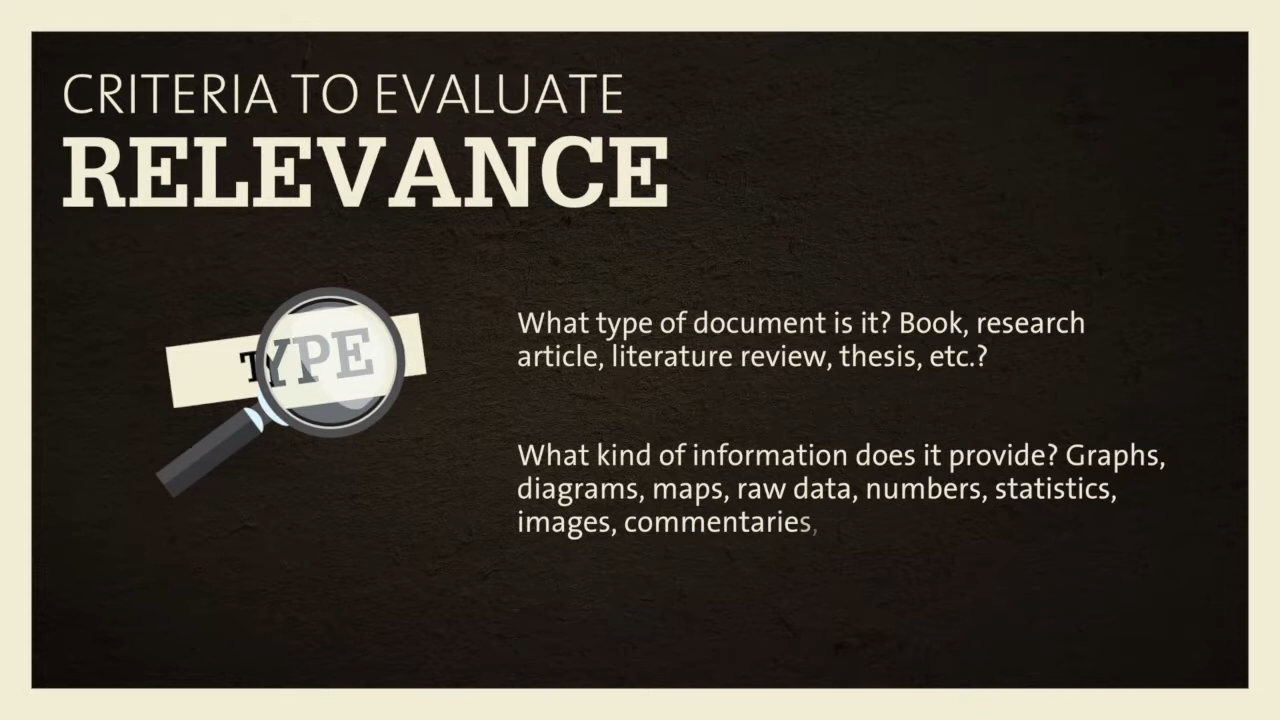 CRITERIA TO EVALUATE
RELEVANCE
TYPE
What type of document is it? Book, research
article, literature review, thesis, etc.?
What kind of information does it provide? Graphs,
diagrams, maps, raw data, numbers, statistics,
images, commentaries,